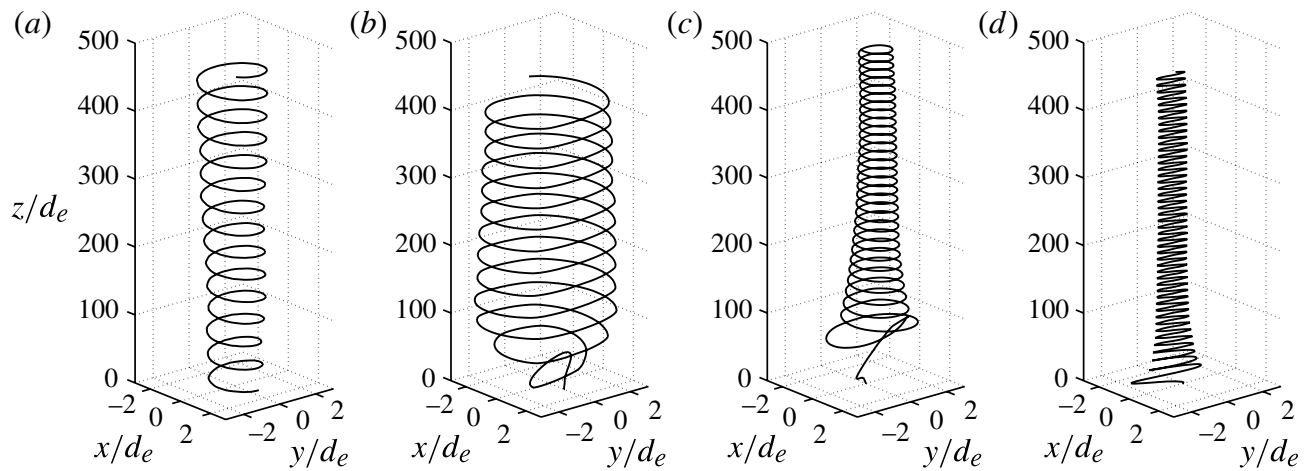 (a) (b) (c) (d)
500 500 500 500
400 400 400 400
300 300 300 300
z/d_e
200 200 200 200
100 100 100 100
0 0 0 0
−2 0 2 −2 0 2 −2 0 2 −2 0 2 −2 0 2 −2 0 2 −2 0 2 −2 0 2
x/d_e y/d_e x/d_e y/d_e x/d_e y/d_e x/d_e y/d_e